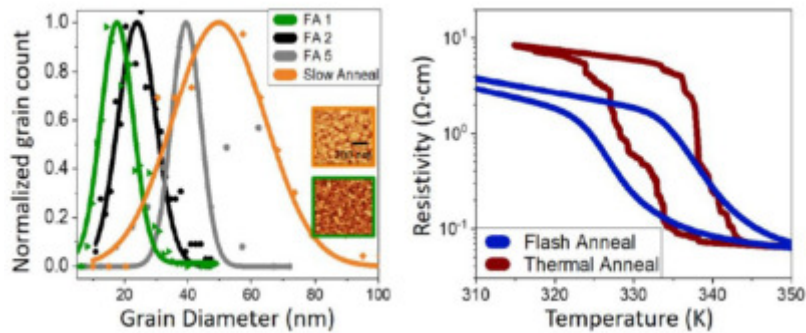 Normalized grain count
1.0
0.8
0.6
0.4
0.2
0.0
FA 1
FA 2
FA 5
Slow Anneal
20 40 60 80 100
Grain Diameter (nm)
Resistivity (Ω·cm)
10¹
10⁰
10⁻¹
Flash Anneal
Thermal Anneal
310 320 330 340 350
Temperature (K)